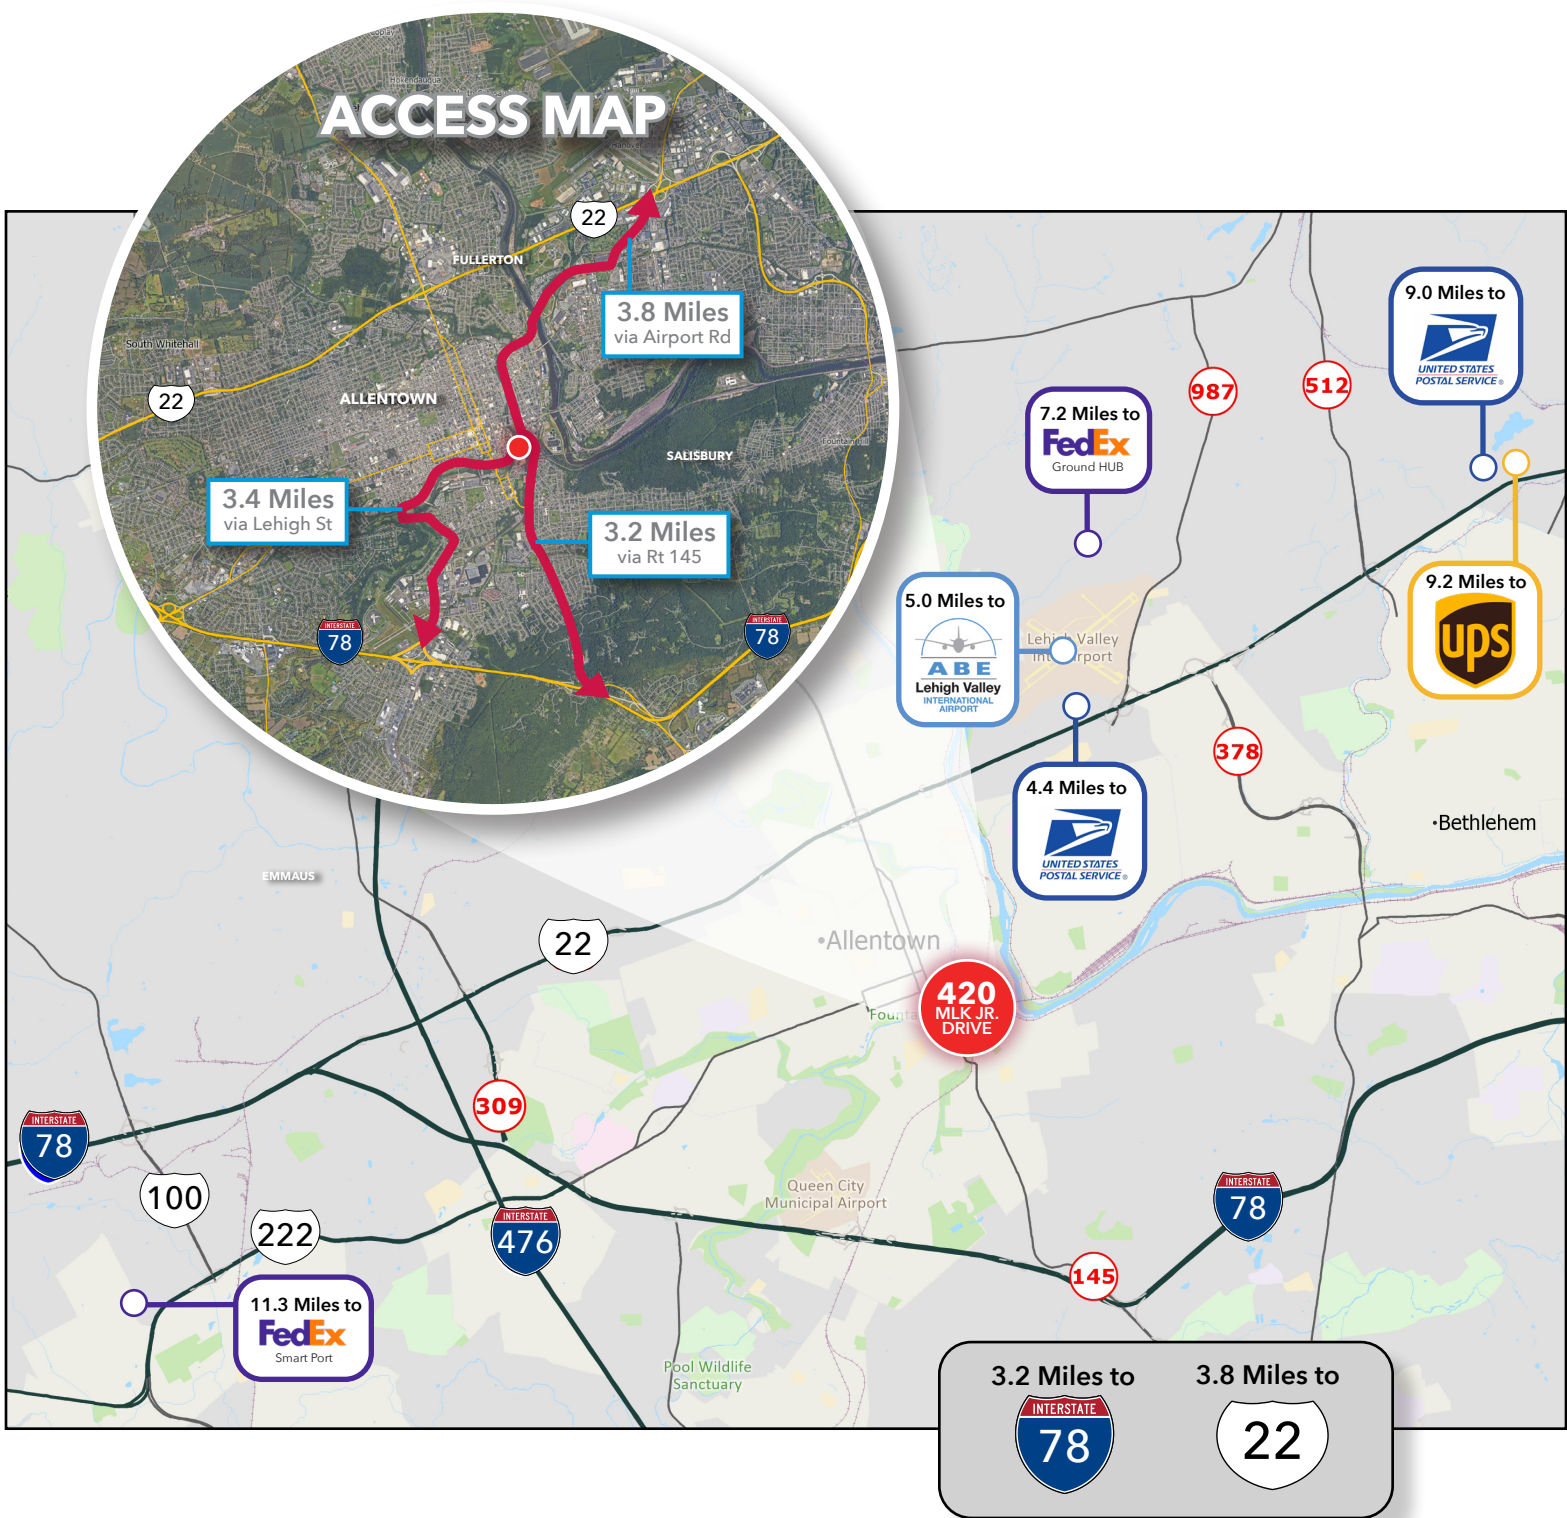 ACCESS MAP
Hokendauqua
22
FULLERTON
3.8 Miles
via Airport Rd
South Whitehall
22
ALLENTOWN
SALISBURY
Fountain Hill
3.4 Miles
via Lehigh St
3.2 Miles
via Rt 145
INTERSTATE
78
INTERSTATE
78
9.0 Miles to
UNITED STATES
POSTAL SERVICE®
987
512
7.2 Miles to
FedEx
Ground HUB
9.2 Miles to
ups
5.0 Miles to
ABE
Lehigh Valley
INTERNATIONAL
AIRPORT
Lehigh Valley
378
4.4 Miles to
UNITED STATES
POSTAL SERVICE®
•Bethlehem
EMMAUS
22
•Allentown
420
MLK JR.
DRIVE
309
INTERSTATE
78
100
222
INTERSTATE
476
Queen City
Municipal Airport
INTERSTATE
78
145
11.3 Miles to
FedEx
Smart Port
Pool Wildlife
Sanctuary
3.2 Miles to
INTERSTATE
78
3.8 Miles to
22